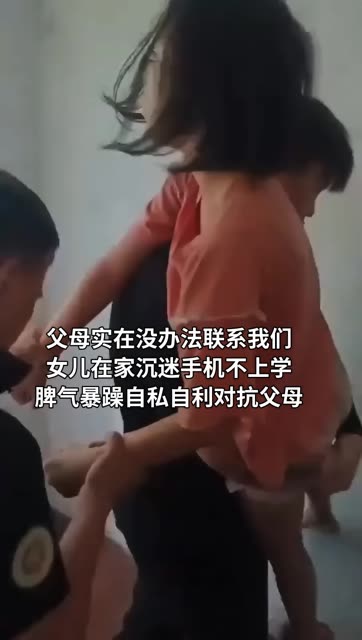 父母实在没办法联系我们
女儿在家沉迷手机不上学
脾气暴躁自私自利对抗父母